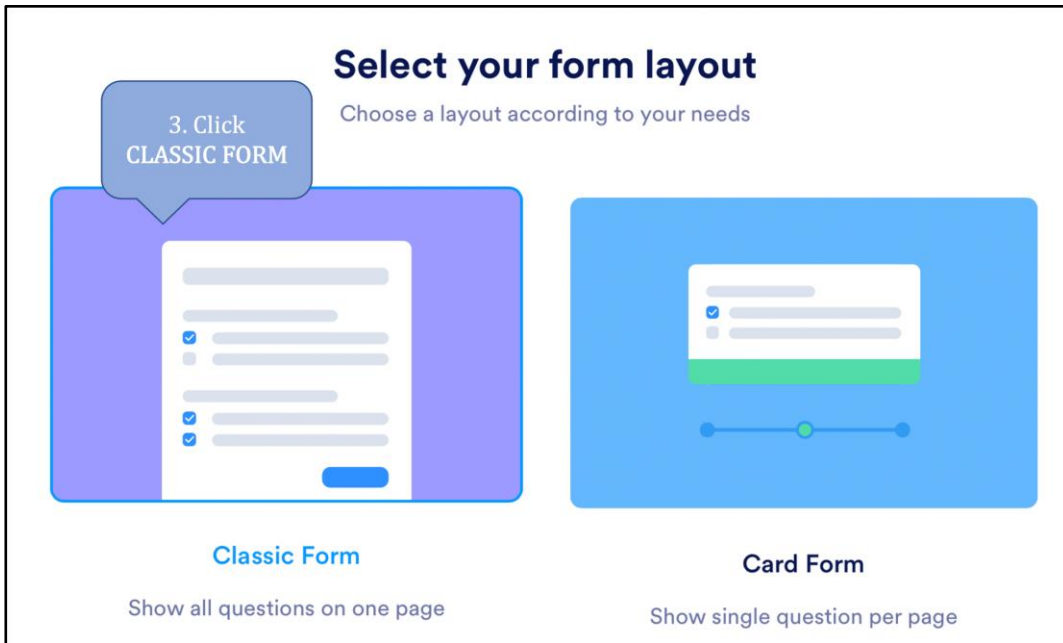 Select your form layout
Choose a layout according to your needs
3. Click
CLASSIC FORM
Classic Form
Show all questions on one page
Card Form
Show single question per page